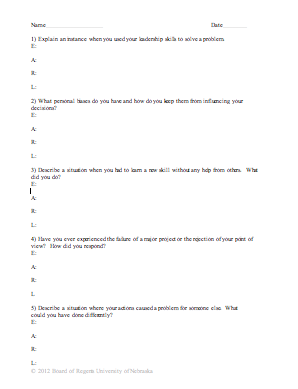 Name________ Date________
1) Explain an instance when you used your leadership skills to solve a problem.
E:
A:
R:
L:
2) What personal biases do you have and how do you keep them from influencing your
decisions?
E:
A:
R:
L:
3) Describe a situation when you had to learn a new skill without any help from others. What
did you do?
E:
A:
R:
L:
4) Have you ever experienced the failure of a major project or the rejection of your point of
view? How did you respond?
E:
A:
R:
L
5) Describe a situation where your actions caused a problem for someone else. What
could you have done differently?
E:
A:
R:
L:
© 2012 Board of Regents University of Nebraska